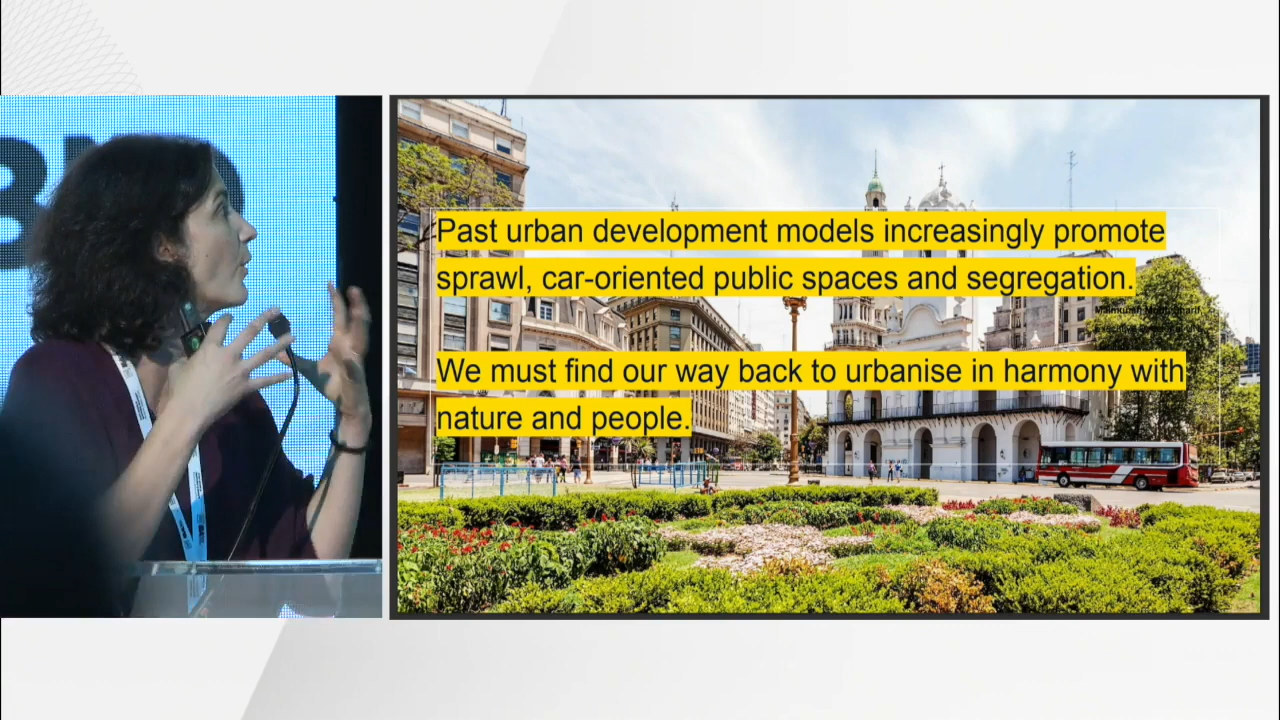 Past urban development models increasingly promote
sprawl, car-oriented public spaces and segregation.
We must find our way back to urbanise in harmony with
nature and people.